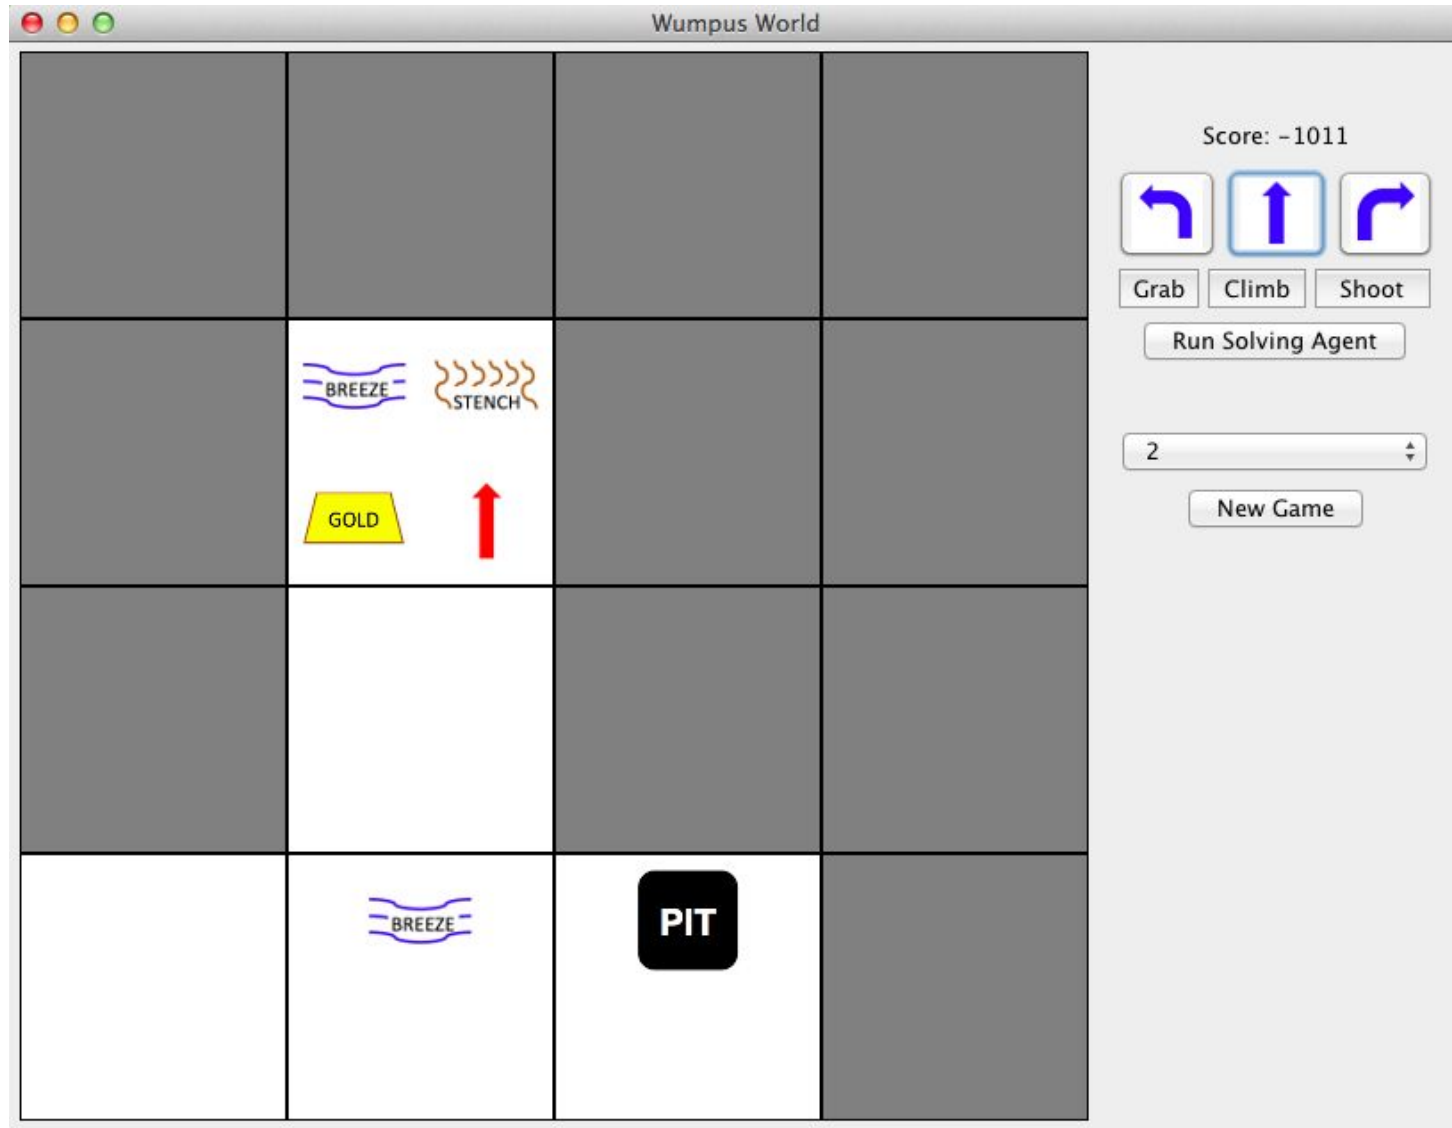 Wumpus World
Score: -1011
Grab Climb Shoot
Run Solving Agent
2
New Game
BREEZE STENCH
GOLD
BREEZE
PIT